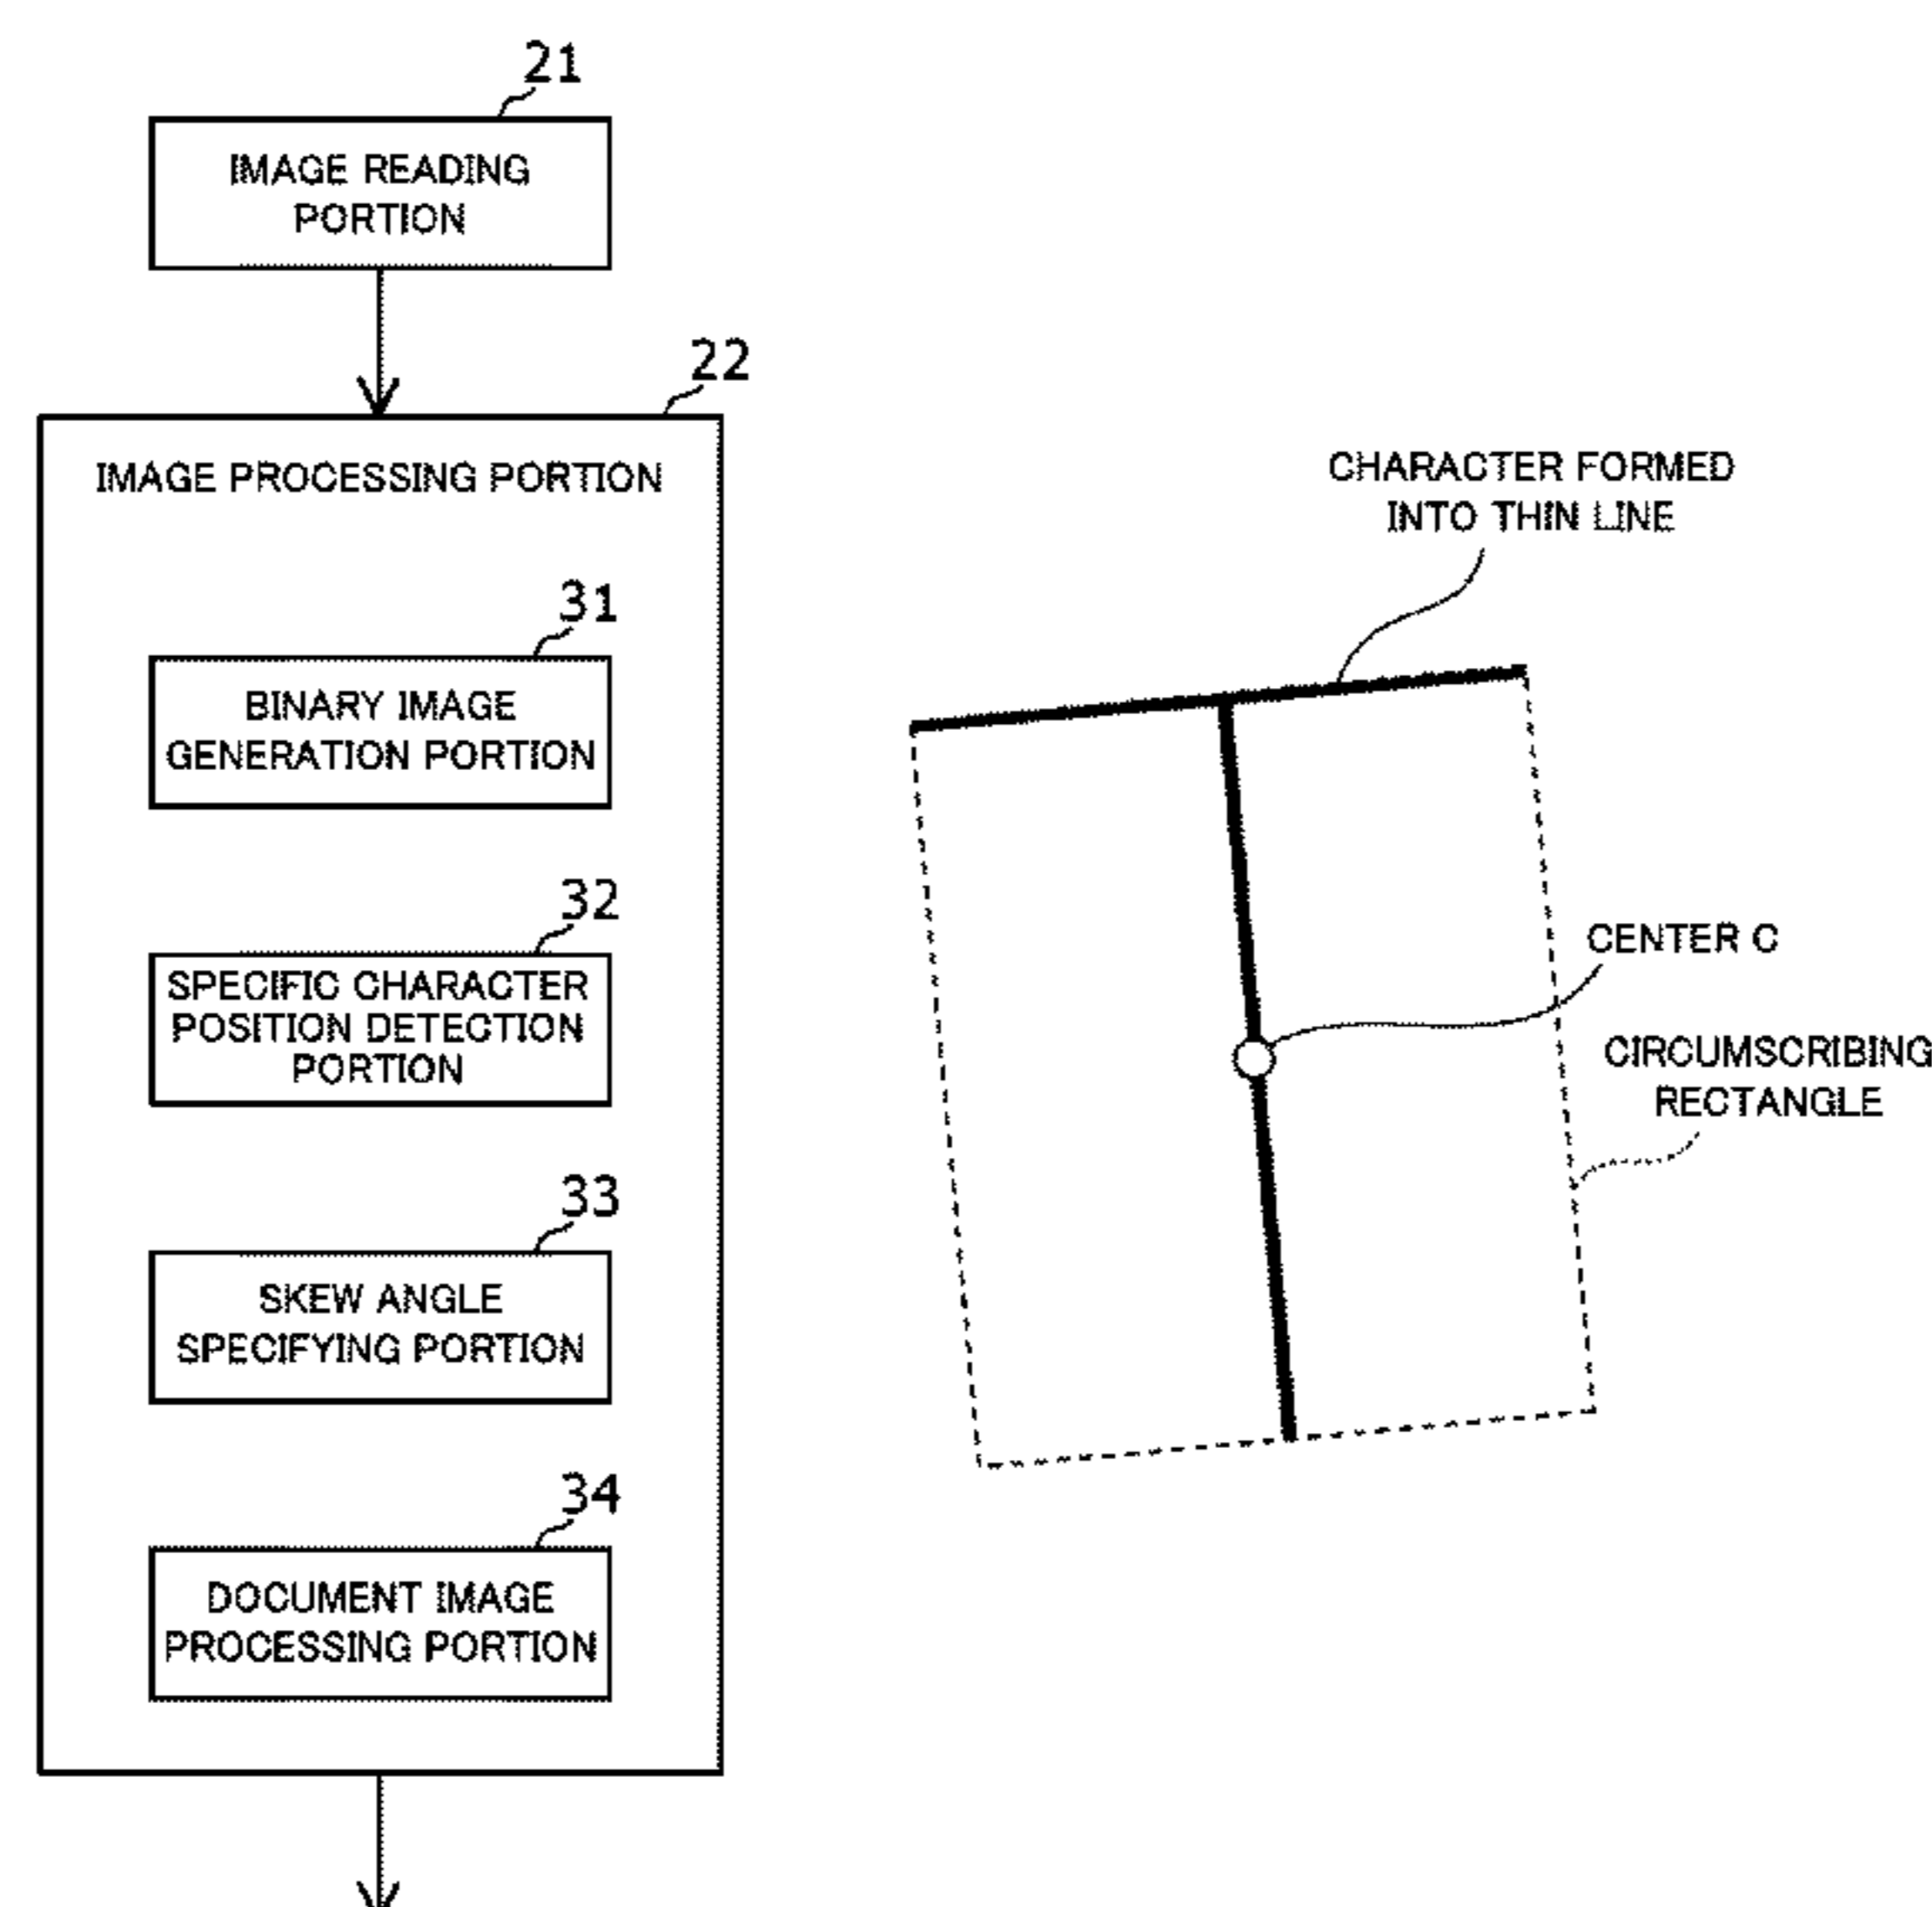 21
IMAGE READING
PORTION
22
IMAGE PROCESSING PORTION
31
BINARY IMAGE
GENERATION PORTION
32
SPECIFIC CHARACTER
POSITION DETECTION
PORTION
33
SKEW ANGLE
SPECIFYING PORTION
34
DOCUMENT IMAGE
PROCESSING PORTION
CHARACTER FORMED
INTO THIN LINE
CENTER C
CIRCUMSCRIBING
RECTANGLE